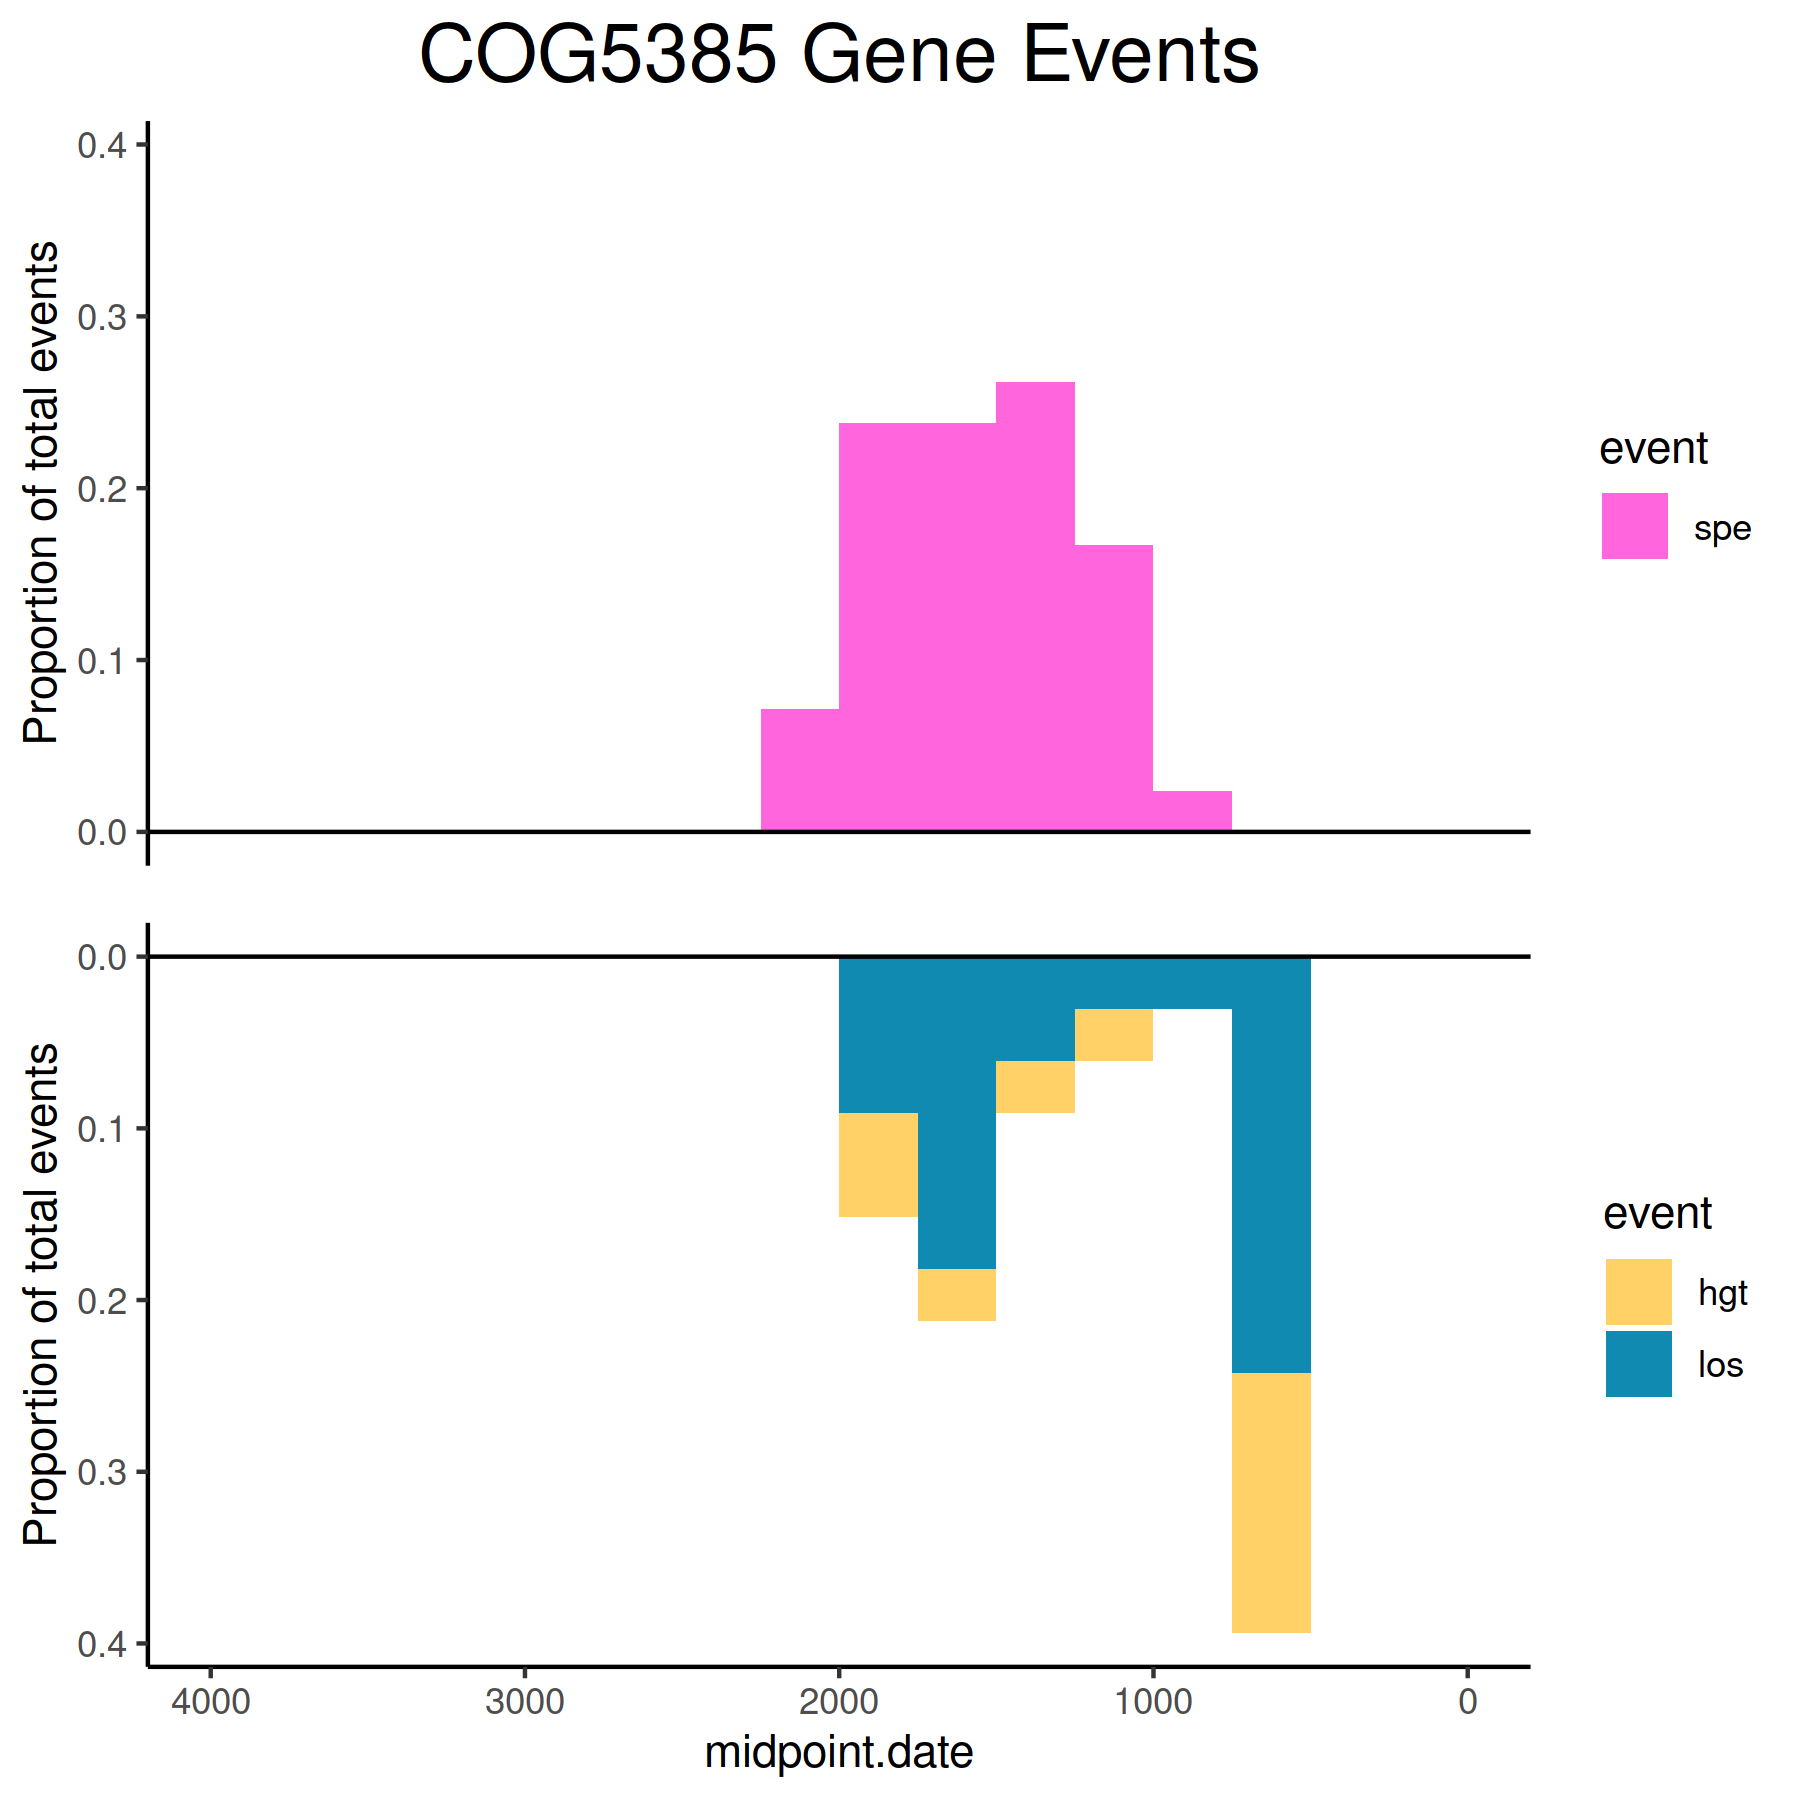 COG5385 Gene Events
Proportion of total events
0.4
0.3
0.2
0.1
0.0
event
spe
Proportion of total events
0.0
0.1
0.2
0.3
0.4
event
hgt
los
4000 3000 2000 1000 0
midpoint.date